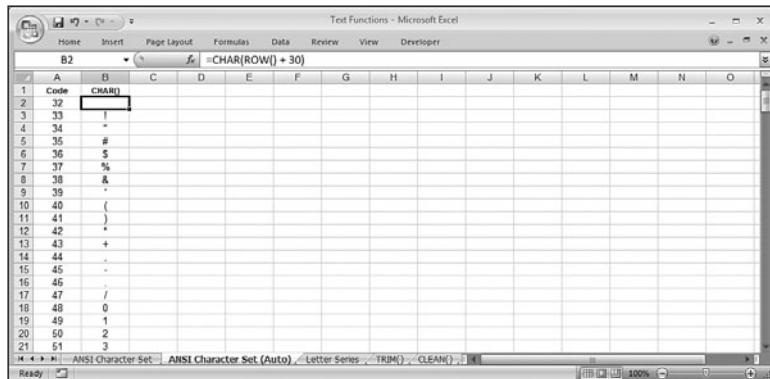 Text Functions - Microsoft Excel
Home Insert Page Layout Formulas Data Review View Developer
B2 fx =CHAR(ROW() + 30)
A B C D E F G H I J K L M N O
1 Code CHAR()
2 32
3 33 !
4 34 "
5 35 #
6 36 $
7 37 %
8 38 &
9 39 '
10 40 (
11 41 )
12 42 *
13 43 +
14 44 ,
15 45 -
16 46 .
17 47 /
18 48 0
19 49 1
20 50 2
21 51 3
ANSI Character Set ANSI Character Set (Auto) Letter Series TRIM() CLEAN()
Ready 100%